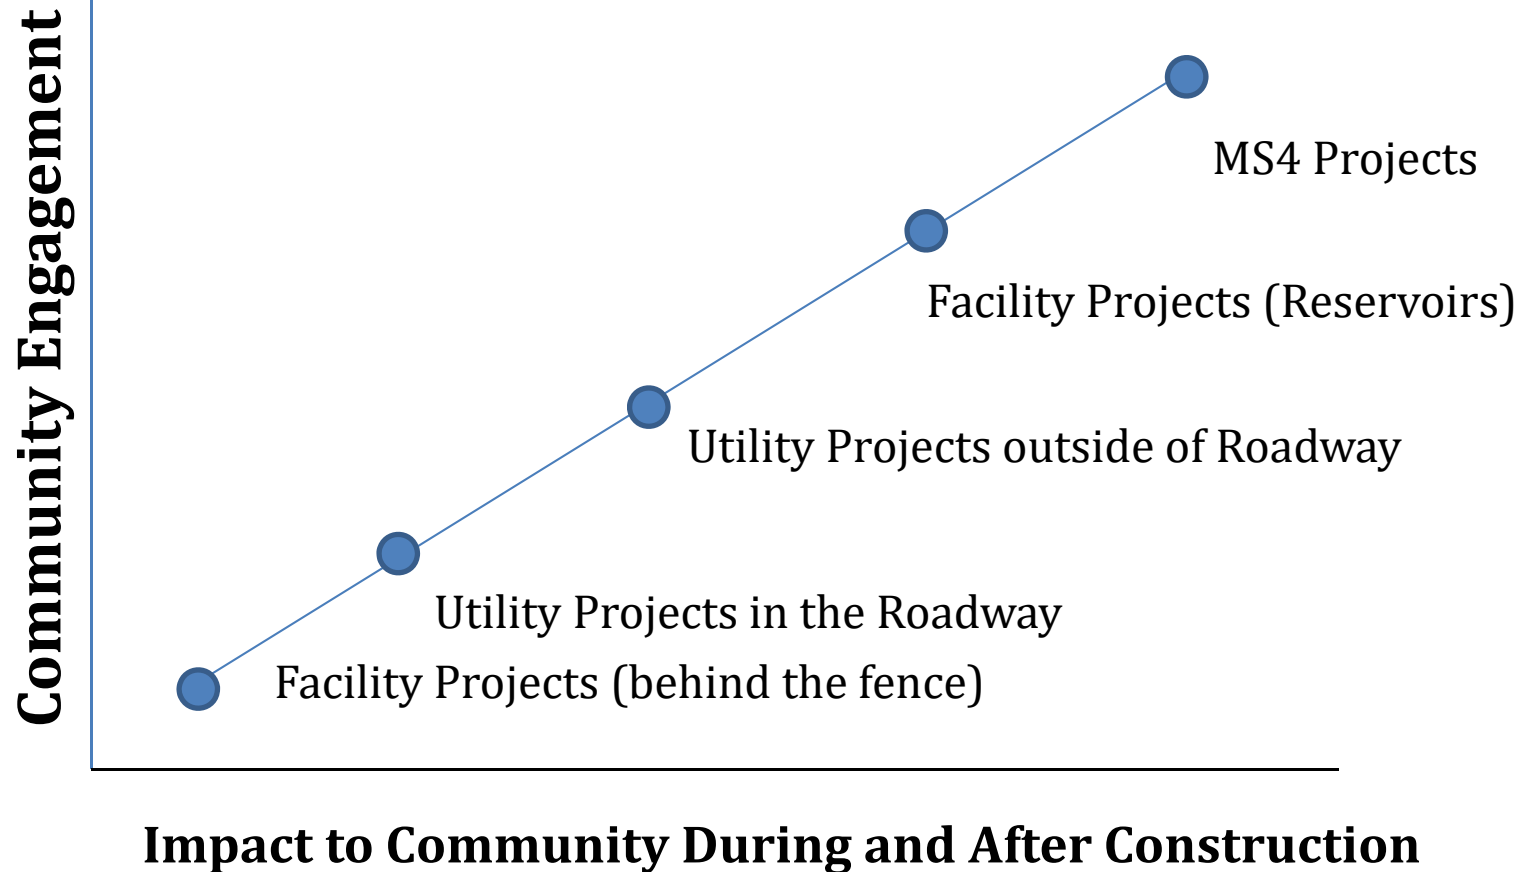 Community Engagement
MS4 Projects
Facility Projects (Reservoirs)
Utility Projects outside of Roadway
Utility Projects in the Roadway
Facility Projects (behind the fence)
Impact to Community During and After Construction